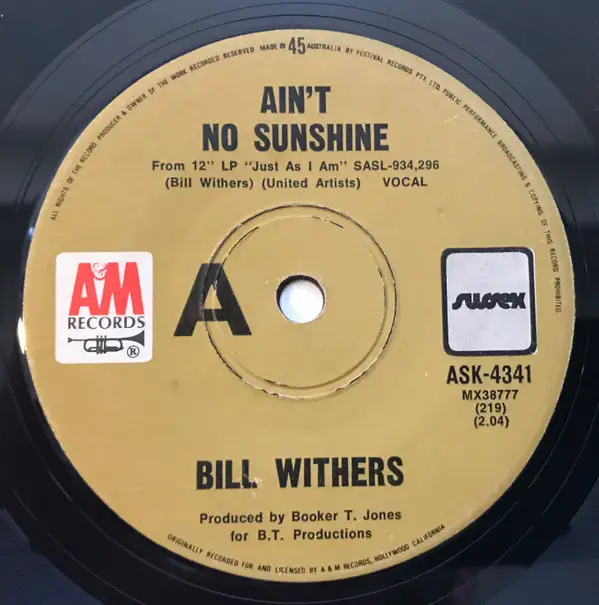 ALL RIGHTS OF THE RECORD PRODUCER & OWNER OF THE WORK RECORDED RESERVED MADE IN 45 AUSTRALIA BY FESTIVAL RECORDS PTY. LTD. PUBLIC PERFORMANCE BROADCASTING & COPYING OF THIS RECORD PROHIBITED
AIN'T
NO SUNSHINE
From 12" LP "Just As I Am" SASL-934,296
(Bill Withers) (United Artists) VOCAL
A&M
RECORDS
®
A
sussex
ASK-4341
MX38777
(219)
(2.04)
BILL WITHERS
Produced by Booker T. Jones
for B.T. Productions
ORIGINALLY RECORDED FOR AND LICENSED BY A & M RECORDS, HOLLYWOOD CALIFORNIA